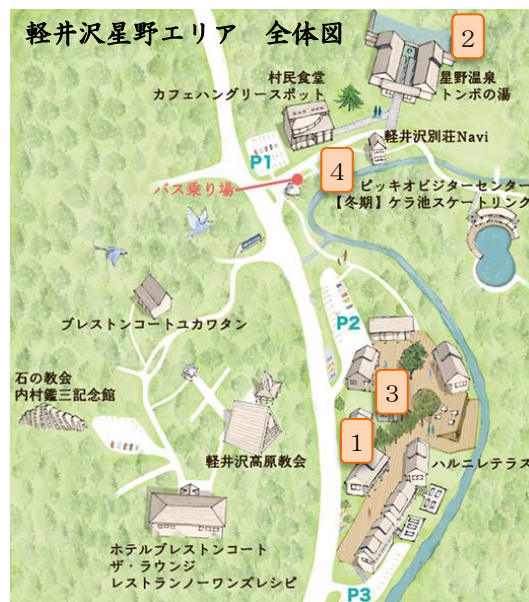 軽井沢星野エリア 全体図
2
村民食堂
カフェハングリースポット
星野温泉
トンボの湯
P1
軽井沢別荘Navi
4
バス乗り場
ピッキオビジターセンター
【冬期】ケラ池スケートリンク
P2
ブレストンコートユカワタン
石の教会
内村鑑三記念館
3
1
軽井沢高原教会
ハルニレテラス
ホテルブレストンコート
ザ・ラウンジ
レストランノーワンズレシピ
P3